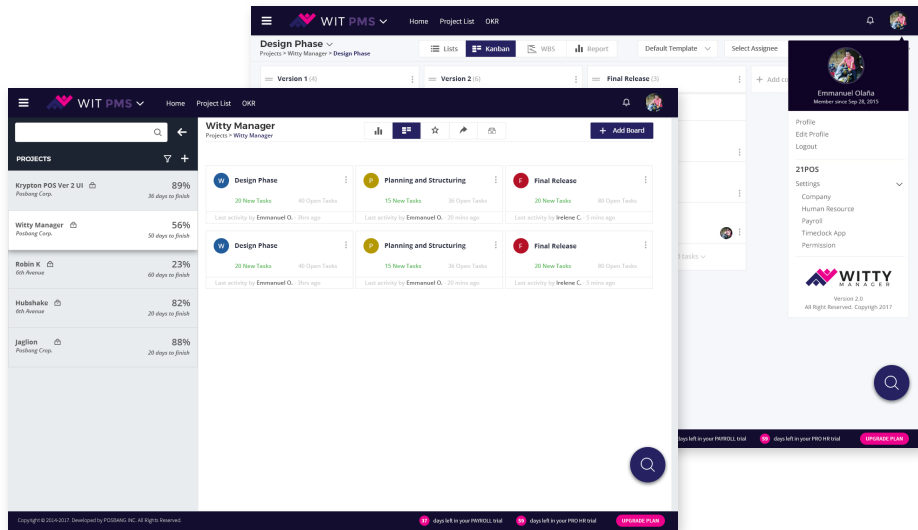 WIT PMS
Home Project List OKR
Design Phase
Projects > Witty Manager > Design Phase
Lists Kanban WBS Report
Default Template
Select Assignee
Version 1 (4)
Version 2 (6)
Final Release (3)
+ Add co
Emmanuel Olaña
Member since Sep 28, 2015
Profile
Edit Profile
Logout
21POS
Settings
Company
Human Resource
Payroll
Timeclock App
Permission
WITTY
MANAGER
Version 2.0
All Right Reserved. Copyrigh 2017
d tasks
days left in your PAYROLL trial
59 days left in your PRO HR trial
UPGRADE PLAN
WIT PMS
Home Project List OKR
PROJECTS
Krypton POS Ver 2 UI 89%
Posbang Corp. 36 days to finish
Witty Manager 56%
Posbang Corp. 50 days to finish
Robin K 23%
6th Avenue 60 days to finish
Hubshake 82%
6th Avenue 20 days to finish
Jaglion 88%
Posbang Crop. 20 days to finish
Witty Manager
Projects > Witty Manager
+ Add Board
W Design Phase
20 New Tasks 40 Open Tasks
Last activity by Emmanuel O. - 3hrs ago
P Planning and Structuring
15 New Tasks 36 Open Tasks
Last activity by Emmanuel O. - 29 mins ago
F Final Release
20 New Tasks 80 Open Tasks
Last activity by Irelene C. - 5 mins ago
W Design Phase
20 New Tasks 40 Open Tasks
Last activity by Emmanuel O. - 3hrs ago
P Planning and Structuring
15 New Tasks 36 Open Tasks
Last activity by Emmanuel O. - 29 mins ago
F Final Release
20 New Tasks 80 Open Tasks
Last activity by Irelene C. - 5 mins ago
Copyright © 2014-2017. Developed by POSBANG INC. All Rights Reserved.
37 days left in your PAYROLL trial
59 days left in your PRO HR trial
UPGRADE PLAN